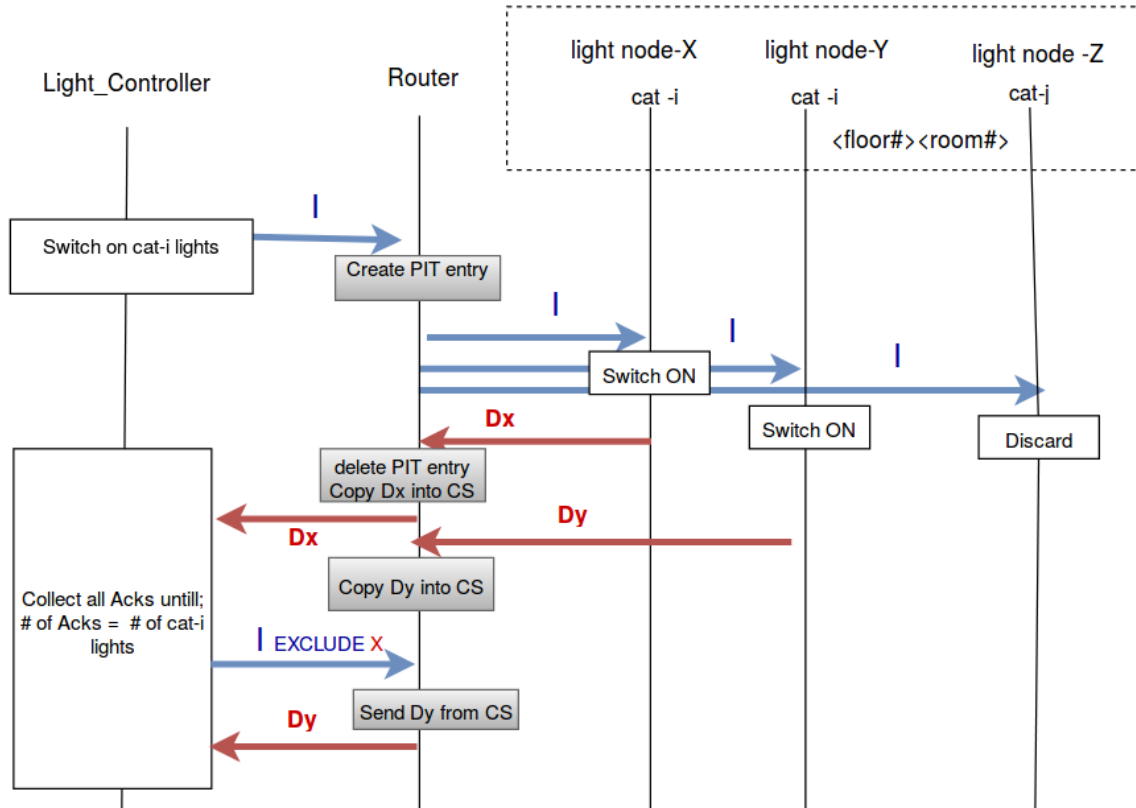 light node-X
light node-Y
light node -Z
Light_Controller
Router
cat -i
cat -i
cat-j
<floor#><room#>
I
Switch on cat-i lights
Create PIT entry
I
I
I
Switch ON
Dx
Switch ON
Discard
delete PIT entry
Copy Dx into CS
Dx
Dy
Copy Dy into CS
Collect all Acks untill;
# of Acks = # of cat-i
lights
I EXCLUDE X
Send Dy from CS
Dy